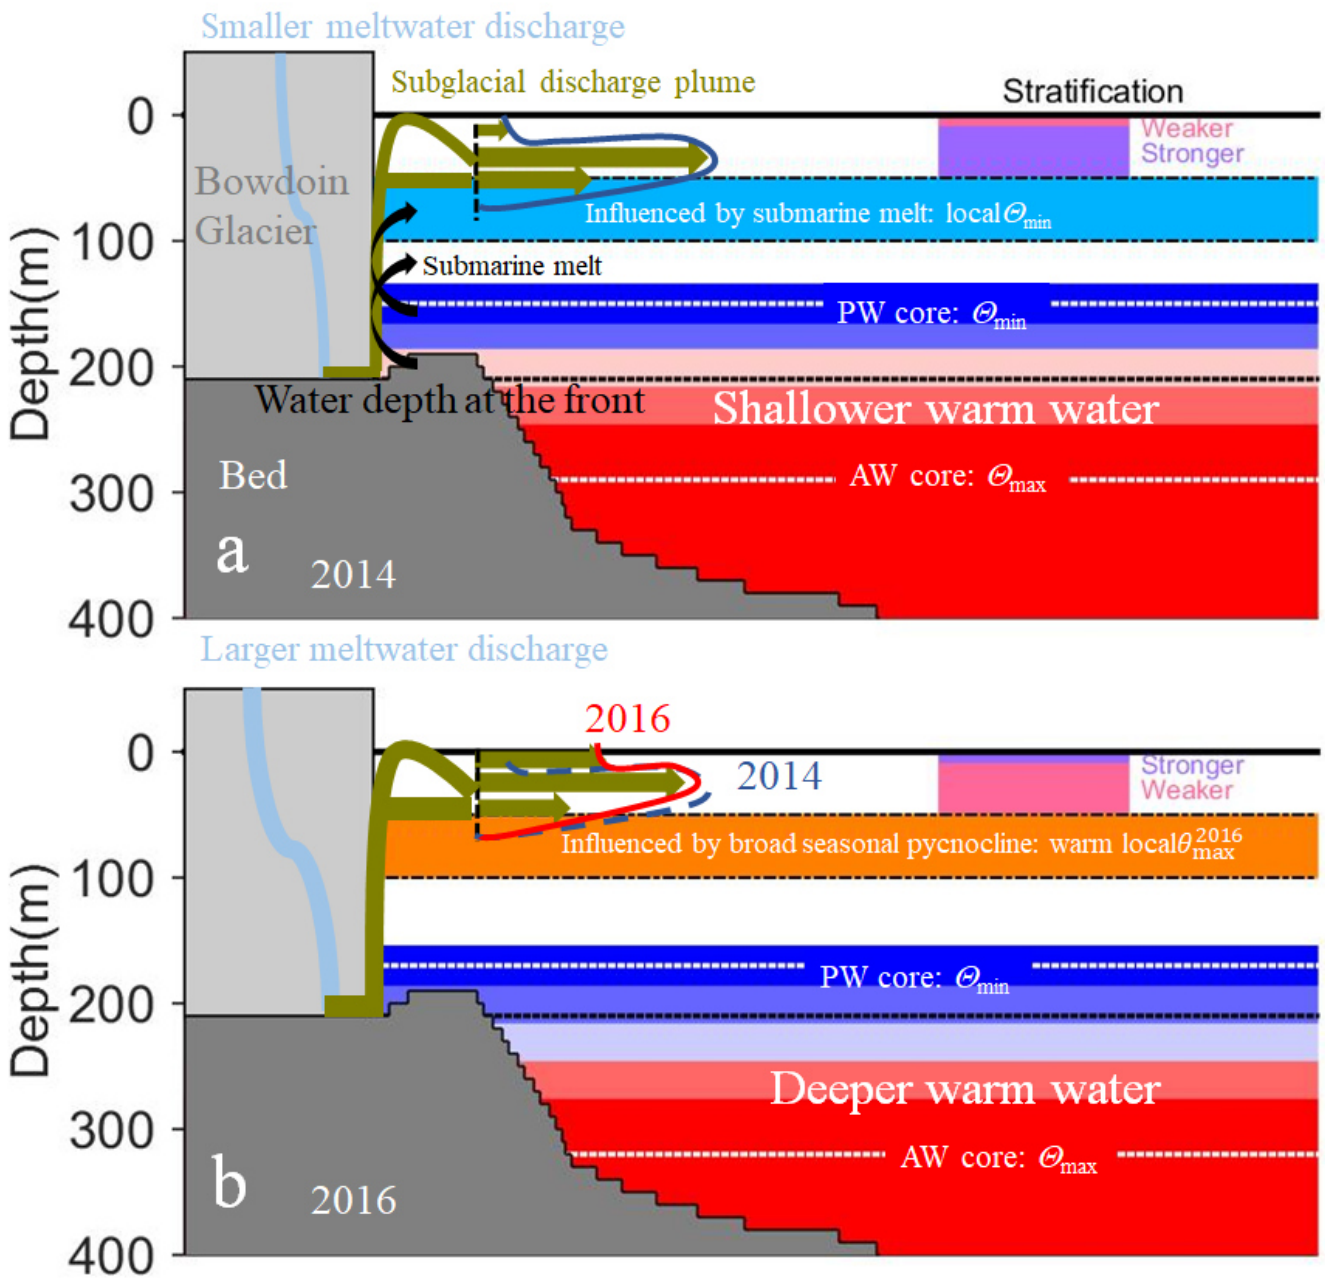 Smaller meltwater discharge
Subglacial discharge plume
Stratification
0
Weaker
Stronger
Bowdoin
Glacier
Influenced by submarine melt: local Θmin
100
Submarine melt
PW core: Θmin
Depth(m)
200
Water depth at the front
Shallower warm water
Bed
AW core: Θmax
300
a
2014
400
Larger meltwater discharge
2016
0
2014
Stronger
Weaker
Influenced by broad seasonal pycnocline: warm localθ2016max
100
PW core: Θmin
Depth(m)
200
Deeper warm water
300
AW core: Θmax
b
2016
400